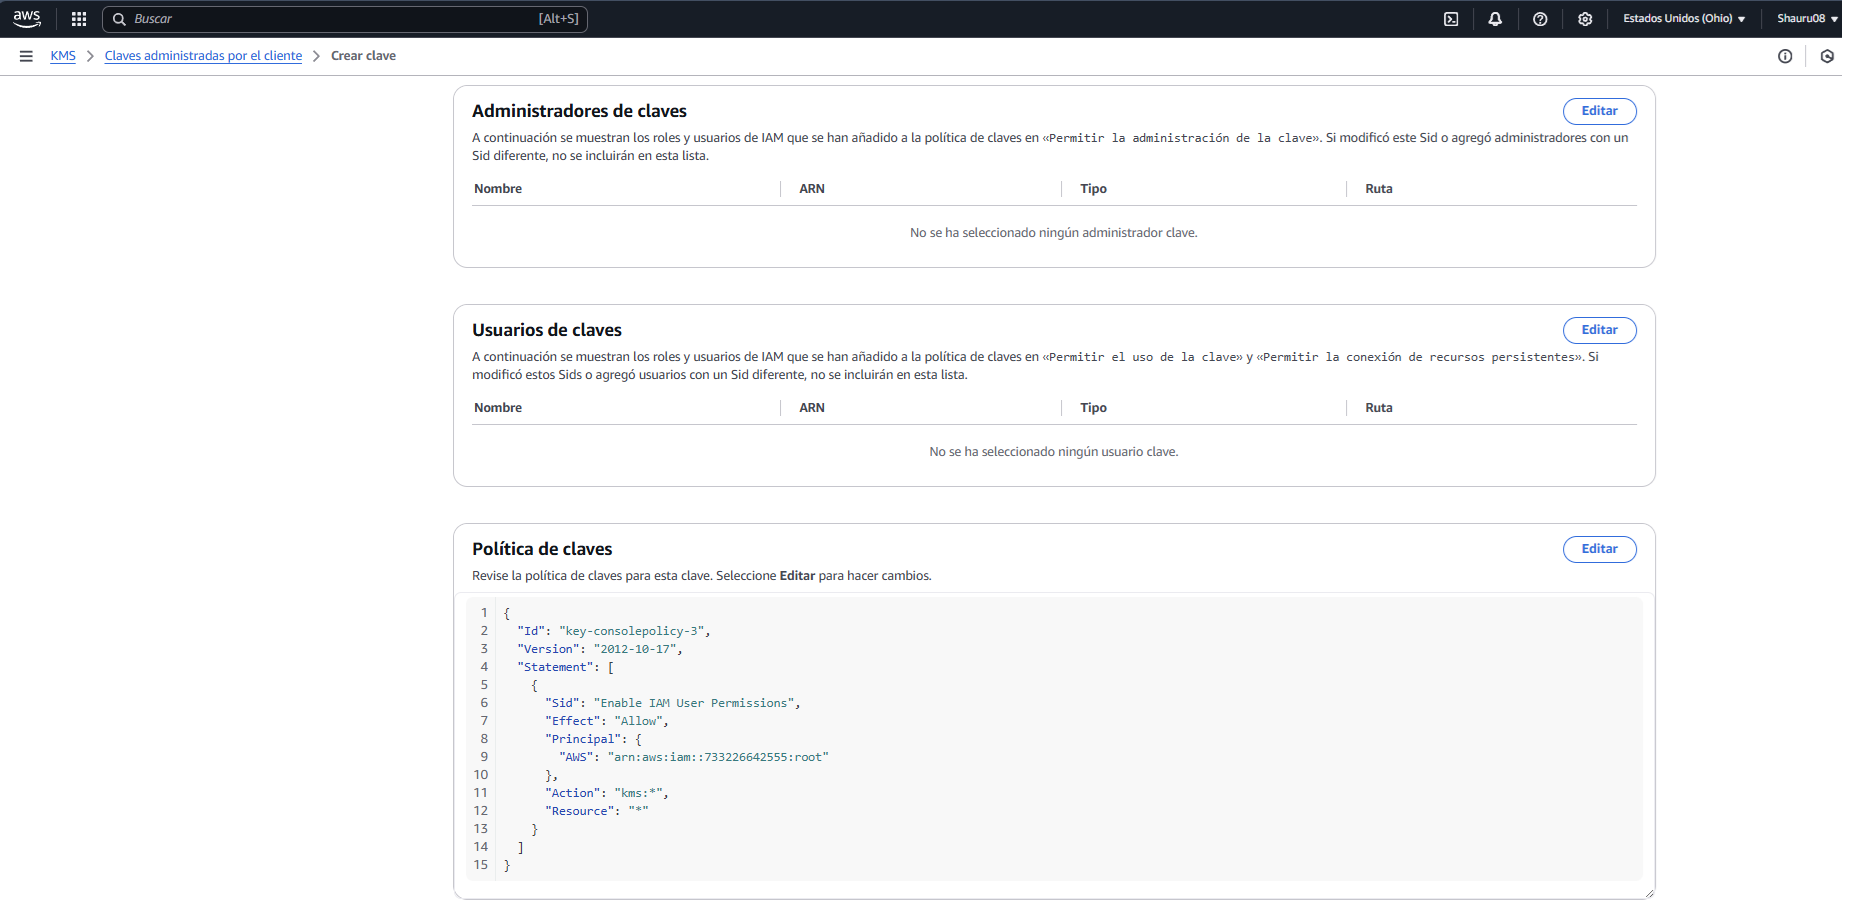 aws
Buscar [Alt+S] Estados Unidos (Ohio) Shauru08
KMS Claves administradas por el cliente Crear clave
Administradores de claves Editar
A continuación se muestran los roles y usuarios de IAM que se han añadido a la política de claves en «Permitir la administración de la clave». Si modificó este Sid o agregó administradores con un
Sid diferente, no se incluirán en esta lista.
Nombre ARN Tipo Ruta
No se ha seleccionado ningún administrador clave.
Usuarios de claves Editar
A continuación se muestran los roles y usuarios de IAM que se han añadido a la política de claves en «Permitir el uso de la clave» y «Permitir la conexión de recursos persistentes». Si
modificó estos Sids o agregó usuarios con un Sid diferente, no se incluirán en esta lista.
Nombre ARN Tipo Ruta
No se ha seleccionado ningún usuario clave.
Política de claves Editar
Revise la política de claves para esta clave. Seleccione Editar para hacer cambios.
1 {
2 "Id": "key-consolepolicy-3",
3 "Version": "2012-10-17",
4 "Statement": [
5 {
6 "Sid": "Enable IAM User Permissions",
7 "Effect": "Allow",
8 "Principal": {
9 "AWS": "arn:aws:iam::733226642555:root"
10 },
11 "Action": "kms:*",
12 "Resource": "*"
13 }
14 ]
15 }